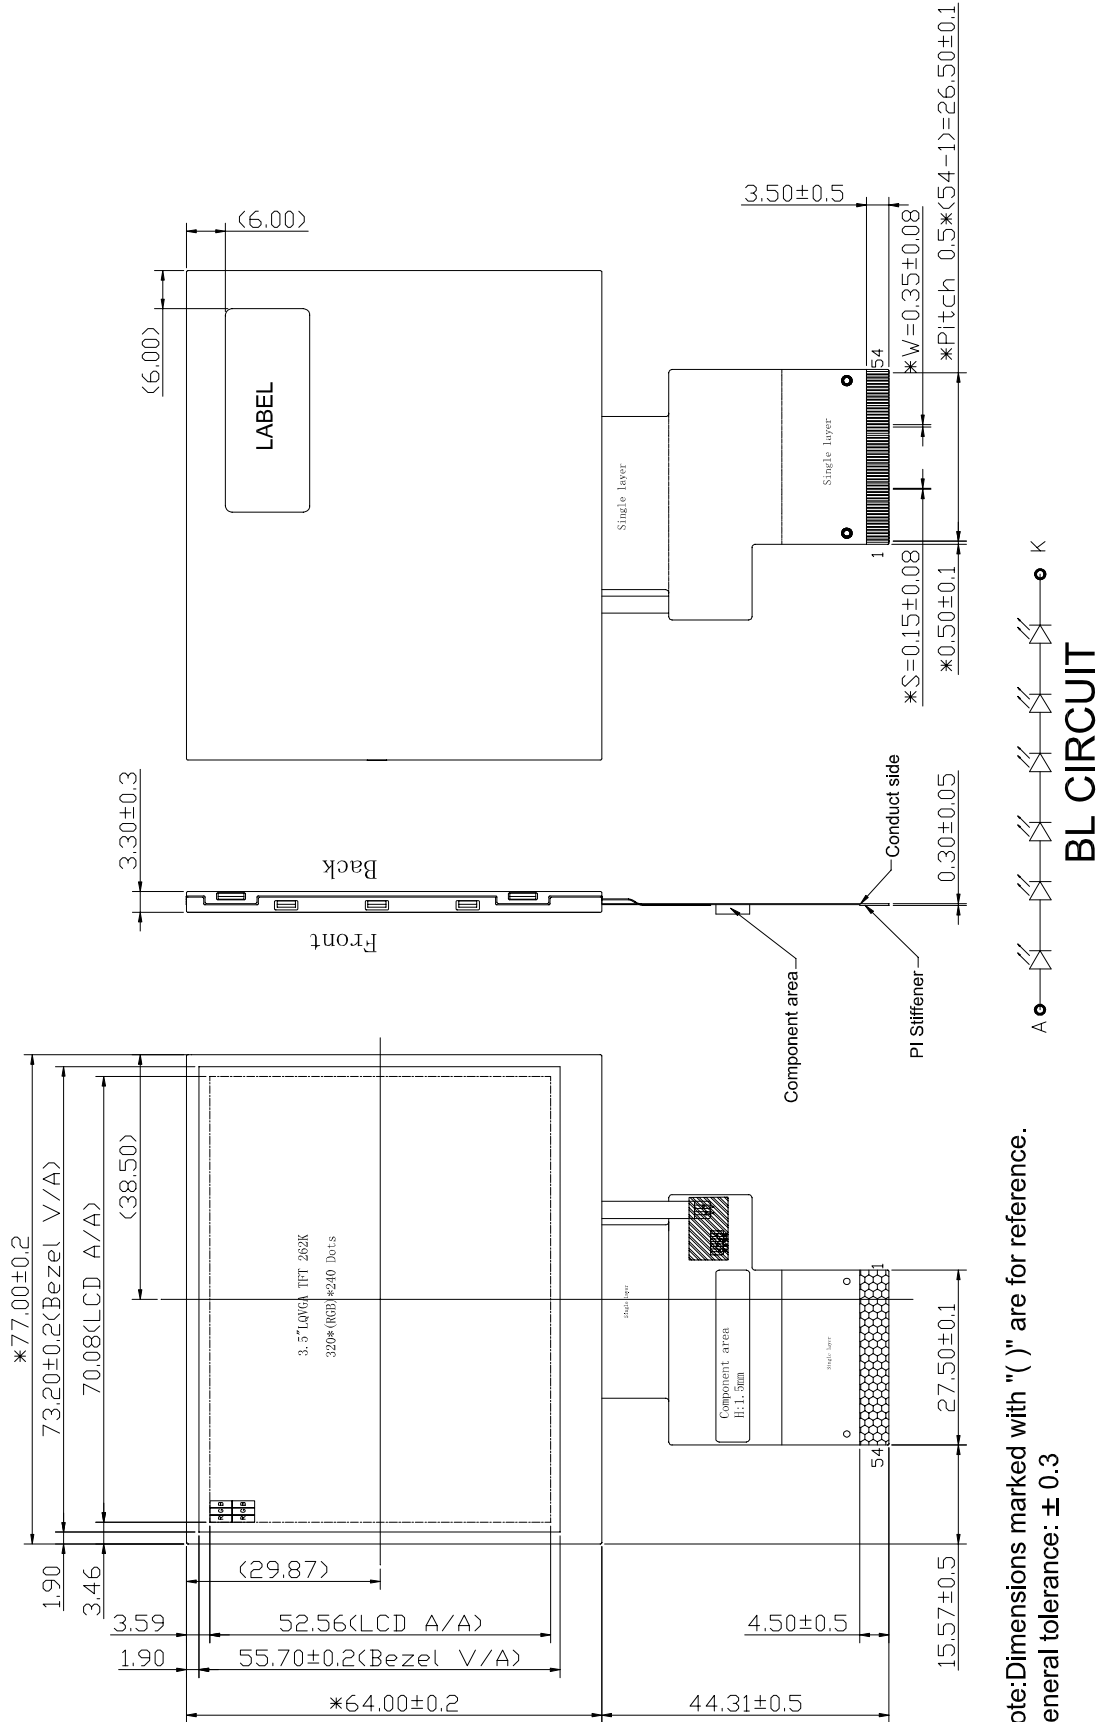 *77.00±0.2
73.20±0.2(Bezel V/A)
70.08(LCD A/A)
(38.50)
1.90
3.46
(29.87)
3.59
52.56(LCD A/A)
1.90
55.70±0.2(Bezel V/A)
*64.00±0.2
44.31±0.5
4.50±0.5
15.57±0.5
27.50±0.1
3.5"LQVGA TFT 262K
320*(RGB)*240 Dots
R G B
R G B
Single layer
Component area
H:1.5mm
Single layer
54
1
3.30±0.3
Front
Back
Component area
PI Stiffener
Conduct side
0.30±0.05
(6.00)
(6.00)
LABEL
Single layer
Single layer
1
54
3.50±0.5
*W=0.35±0.08
*Pitch 0.5*(54-1)=26.50±0.1
*S=0.15±0.08
*0.50±0.1
A
K
BL CIRCUIT
ote:Dimensions marked with "( )" are for reference.
eneral tolerance: ± 0.3